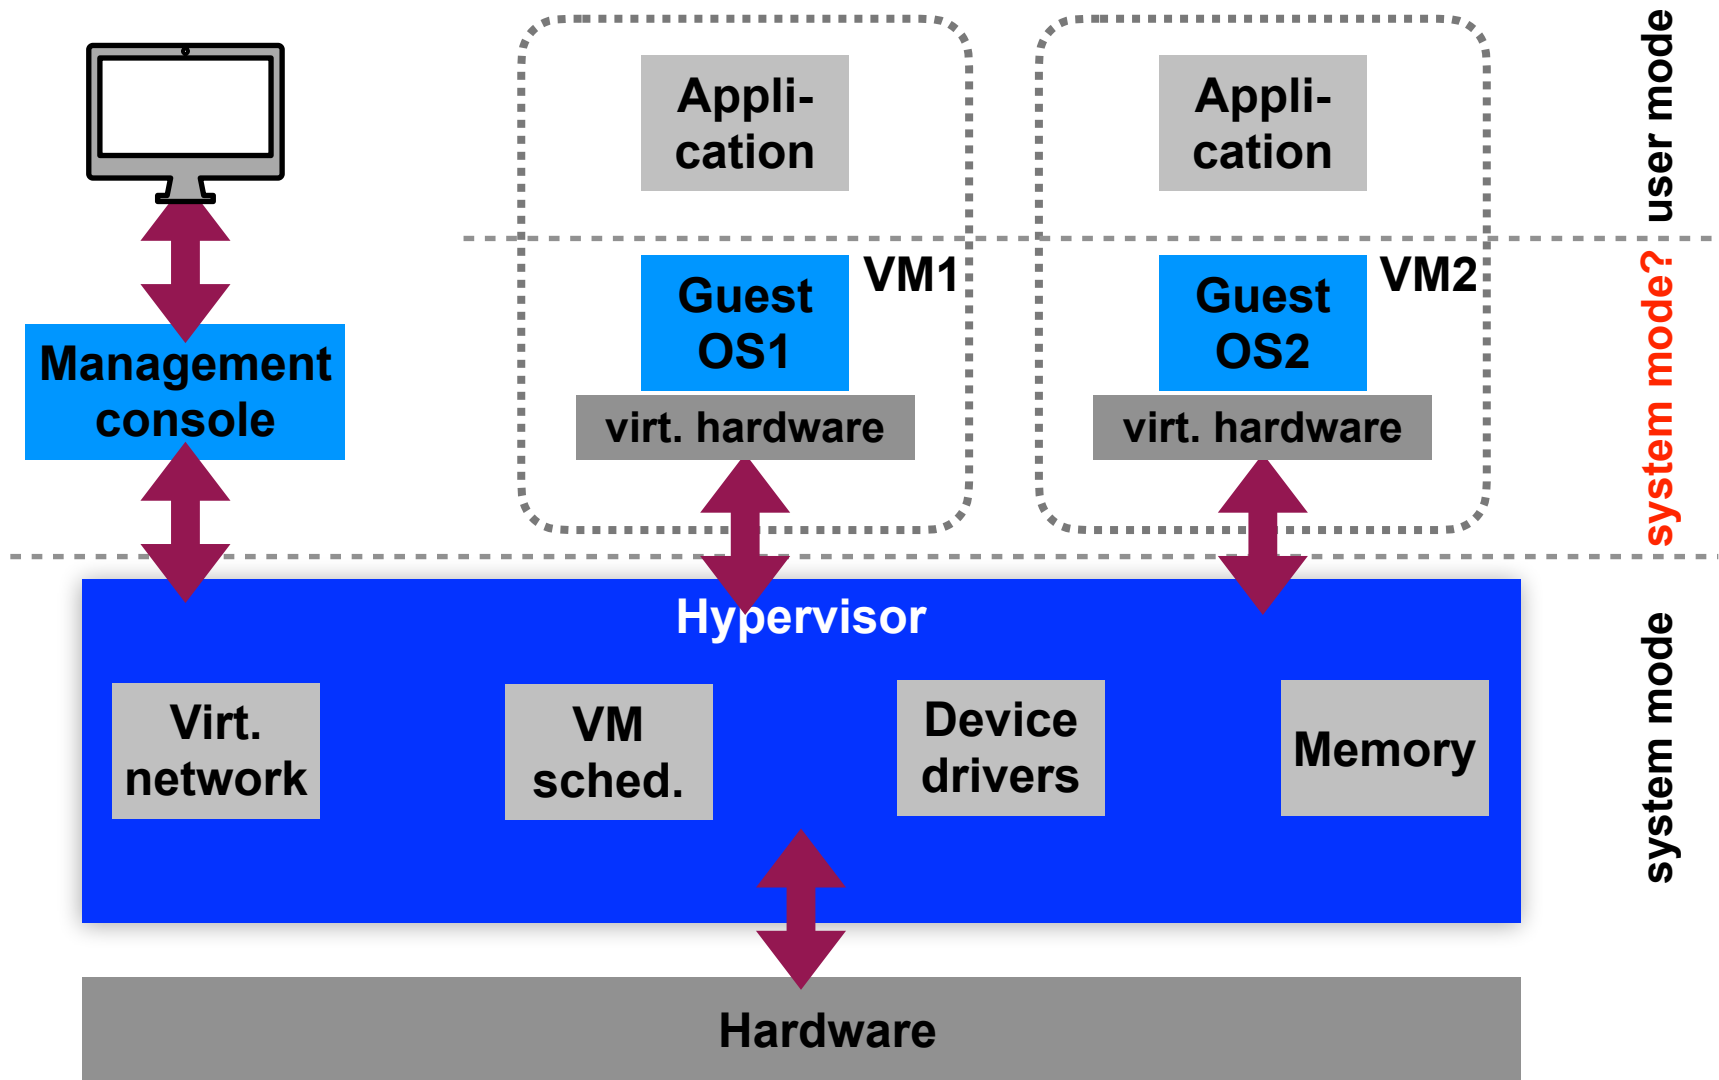 Appli-
cation
Appli-
cation
user mode
Management
console
Guest
OS1
VM1
virt. hardware
Guest
OS2
VM2
virt. hardware
system mode?
Hypervisor
Virt.
network
VM
sched.
Device
drivers
Memory
system mode
Hardware